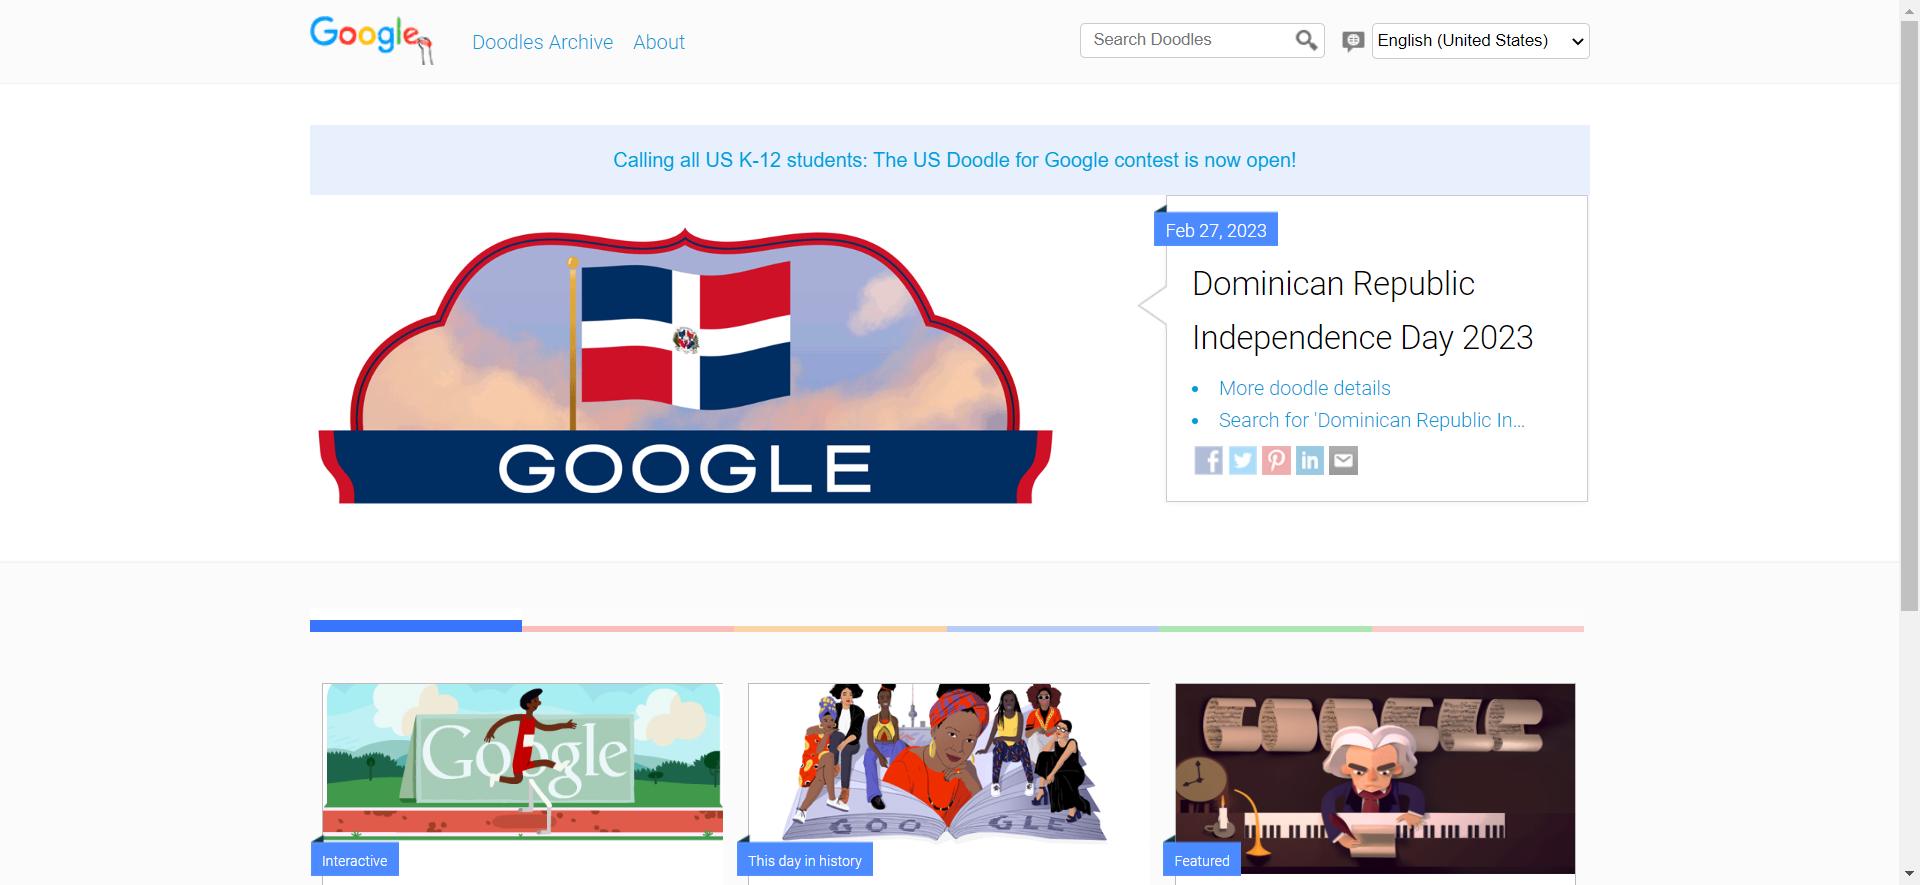 Google
Doodles Archive
About
Search Doodles
English (United States)
Calling all US K-12 students: The US Doodle for Google contest is now open!
GOOGLE
Feb 27, 2023
Dominican Republic
Independence Day 2023
More doodle details
Search for 'Dominican Republic In...
Google
Interactive
GOO GLE
This day in history
GOOGLE
Featured